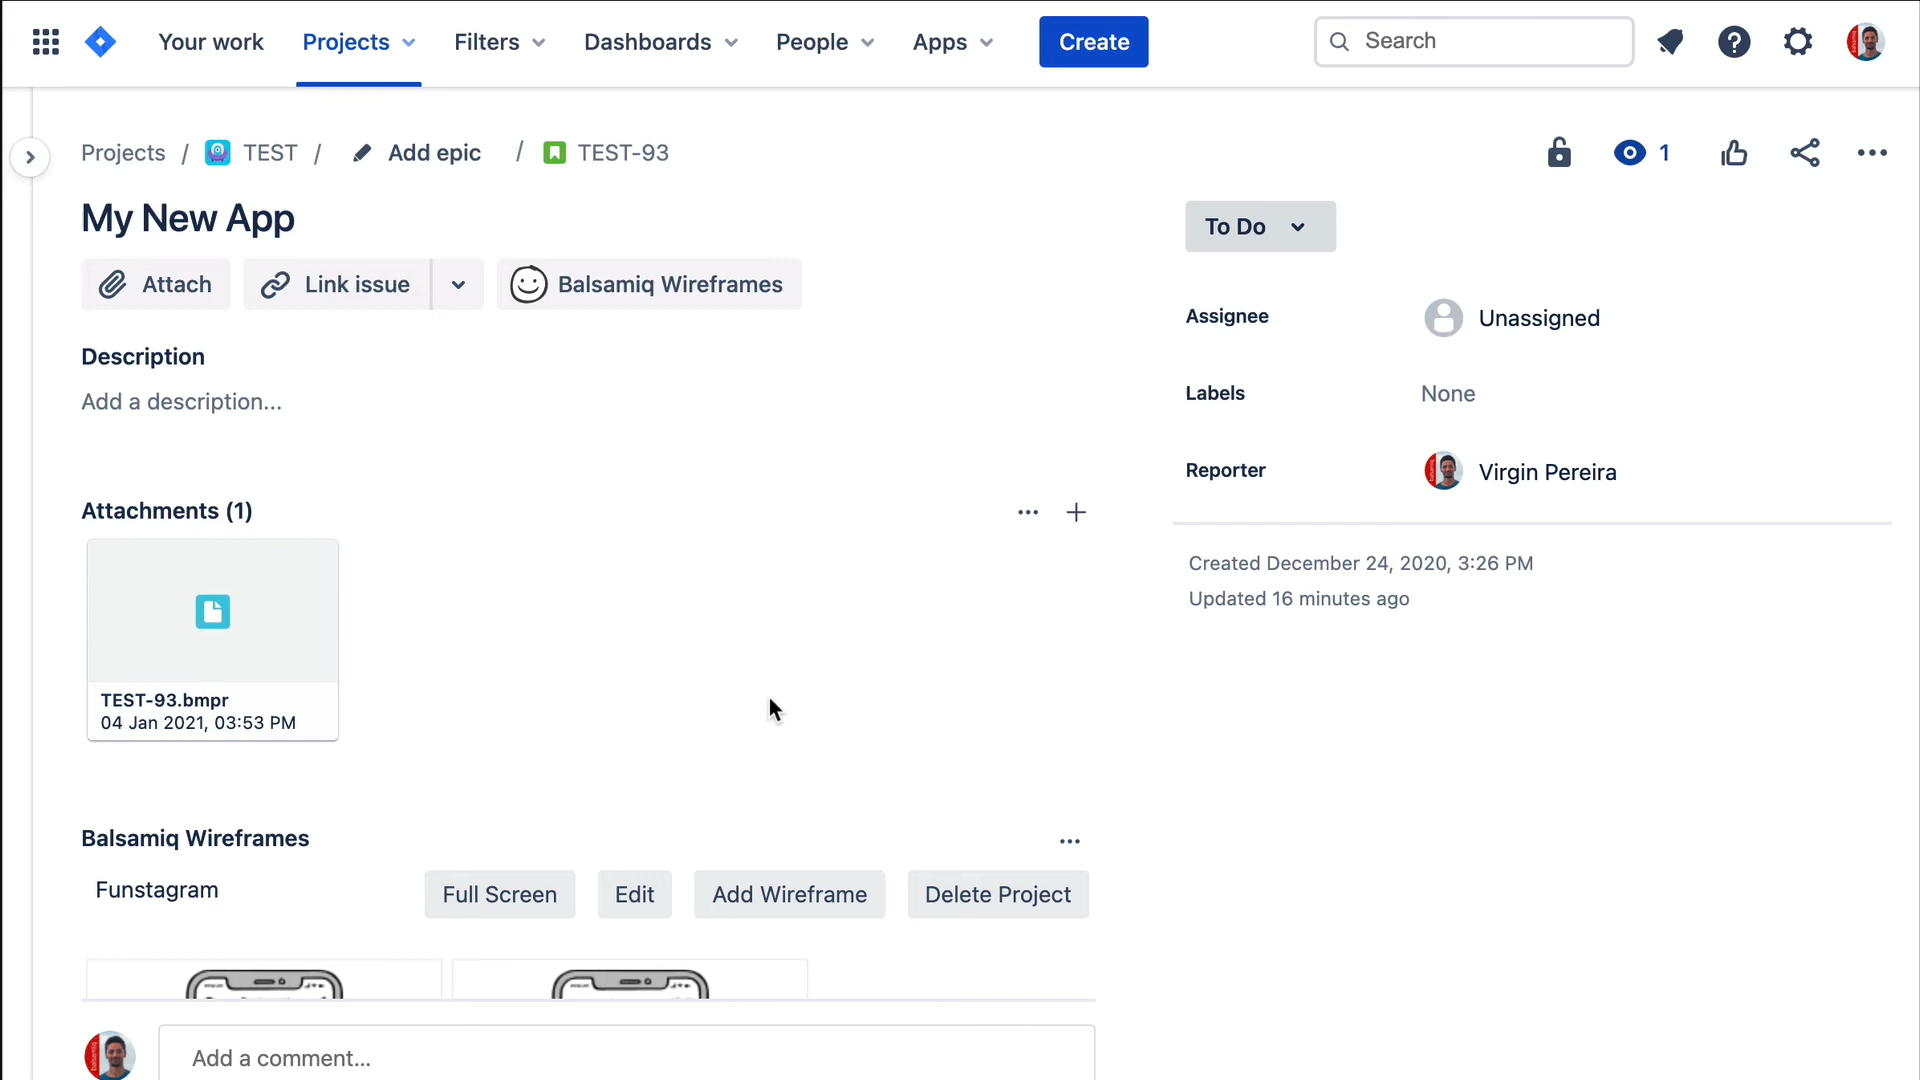 Your work
Projects
Filters
Dashboards
People
Apps
Create
Search
Projects / TEST / Add epic / TEST-93
1
My New App
Attach
Link issue
Balsamiq Wireframes
Description
Add a description...
Attachments (1)
TEST-93.bmpr
04 Jan 2021, 03:53 PM
Balsamiq Wireframes
Funstagram
Full Screen
Edit
Add Wireframe
Delete Project
Add a comment...
To Do
Assignee
Unassigned
Labels
None
Reporter
Virgin Pereira
Created December 24, 2020, 3:26 PM
Updated 16 minutes ago